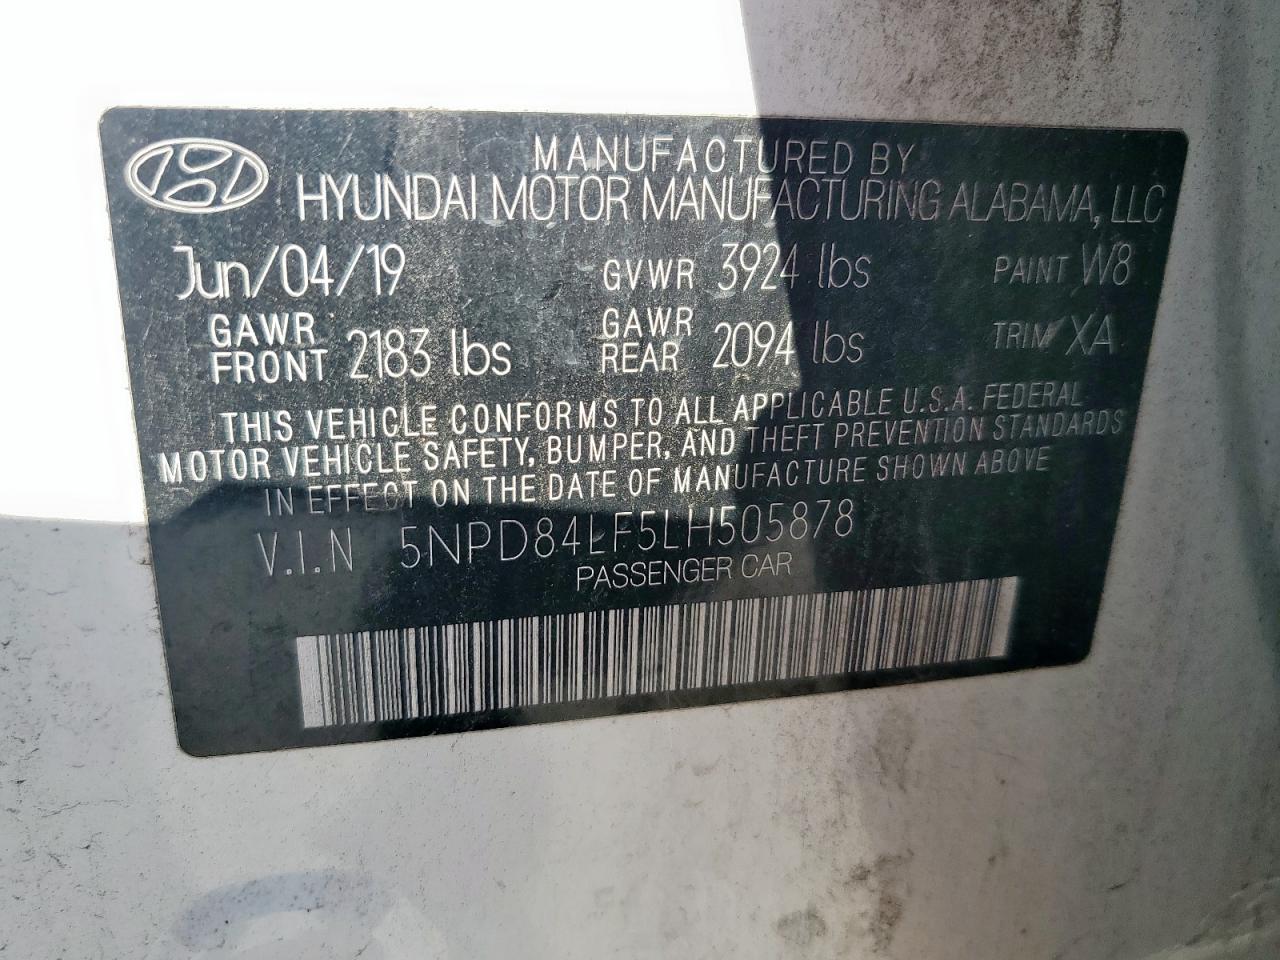 MANUFACTURED BY
HYUNDAI MOTOR MANUFACTURING ALABAMA, LLC
Jun/04/19 GVWR 3924 lbs PAINT W8
GAWR FRONT 2183 lbs GAWR REAR 2094 lbs TRIM XA
THIS VEHICLE CONFORMS TO ALL APPLICABLE U.S.A. FEDERAL
MOTOR VEHICLE SAFETY, BUMPER, AND THEFT PREVENTION STANDARDS
IN EFFECT ON THE DATE OF MANUFACTURE SHOWN ABOVE
V.I.N 5NPD84LF5LH505878
PASSENGER CAR